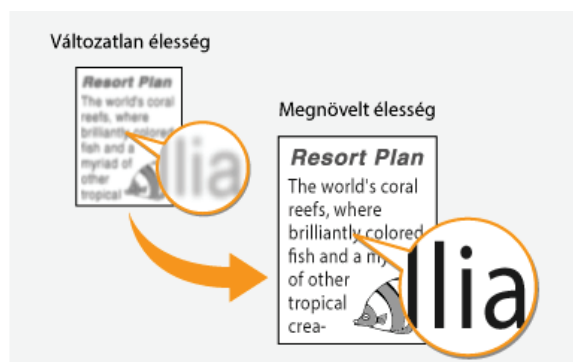 Változatlan élesség
Resort Plan
The world's coral
reefs, where
brilliantly colored
fish and a
myriad of
other
tropical
lia
Megnövelt élesség
Resort Plan
The world's coral
reefs, where
brilliantly colored
fish and a my
of other
tropical
crea-
llia